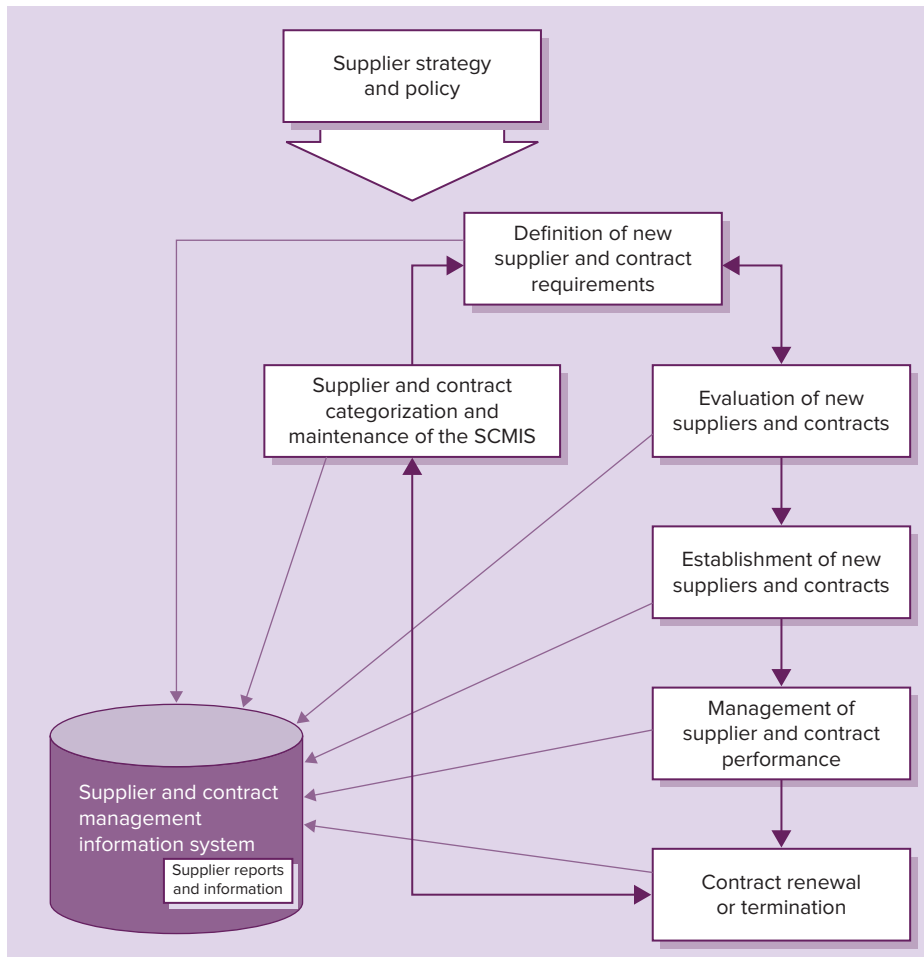 Supplier strategy
and policy
Definition of new
supplier and contract
requirements
Supplier and contract
categorization and
maintenance of the SCMIS
Evaluation of new
suppliers and contracts
Establishment of new
suppliers and contracts
Management of
supplier and contract
performance
Supplier and contract
management
information system
Supplier reports
and information
Contract renewal
or termination